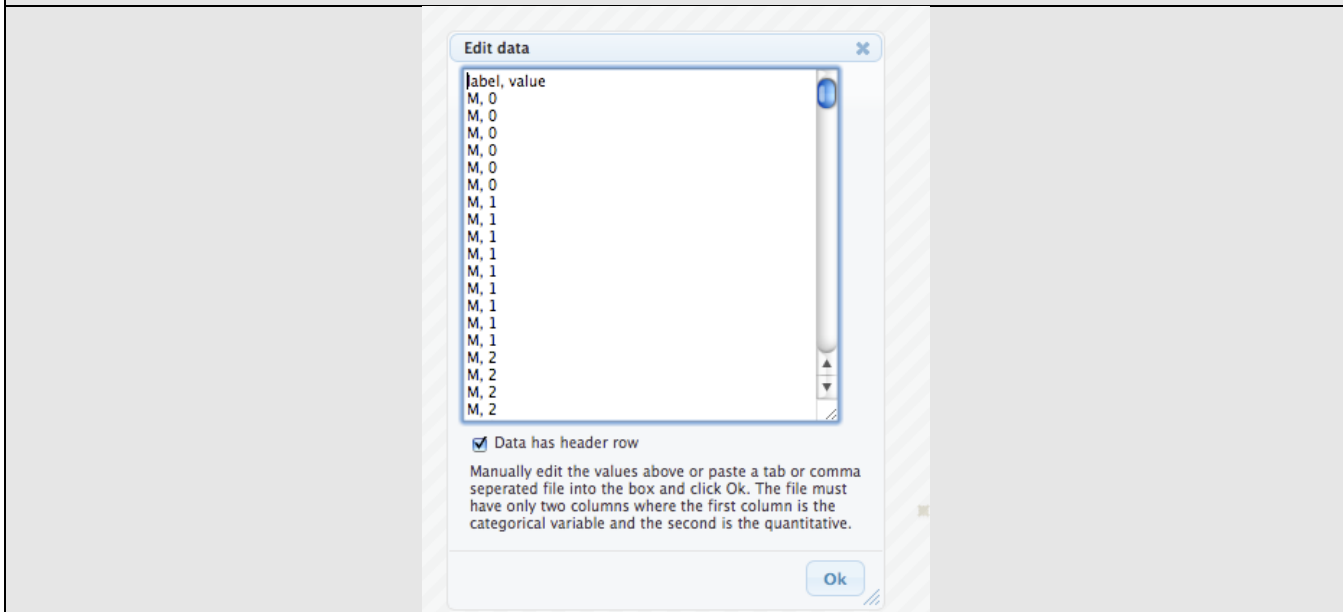 Edit data
label, value
M, 0
M, 0
M, 0
M, 0
M, 0
M, 0
M, 1
M, 1
M, 1
M, 1
M, 1
M, 1
M, 1
M, 1
M, 1
M, 2
M, 2
M, 2
M, 2
Data has header row
Manually edit the values above or paste a tab or comma
seperated file into the box and click Ok. The file must
have only two columns where the first column is the
categorical variable and the second is the quantitative.
Ok